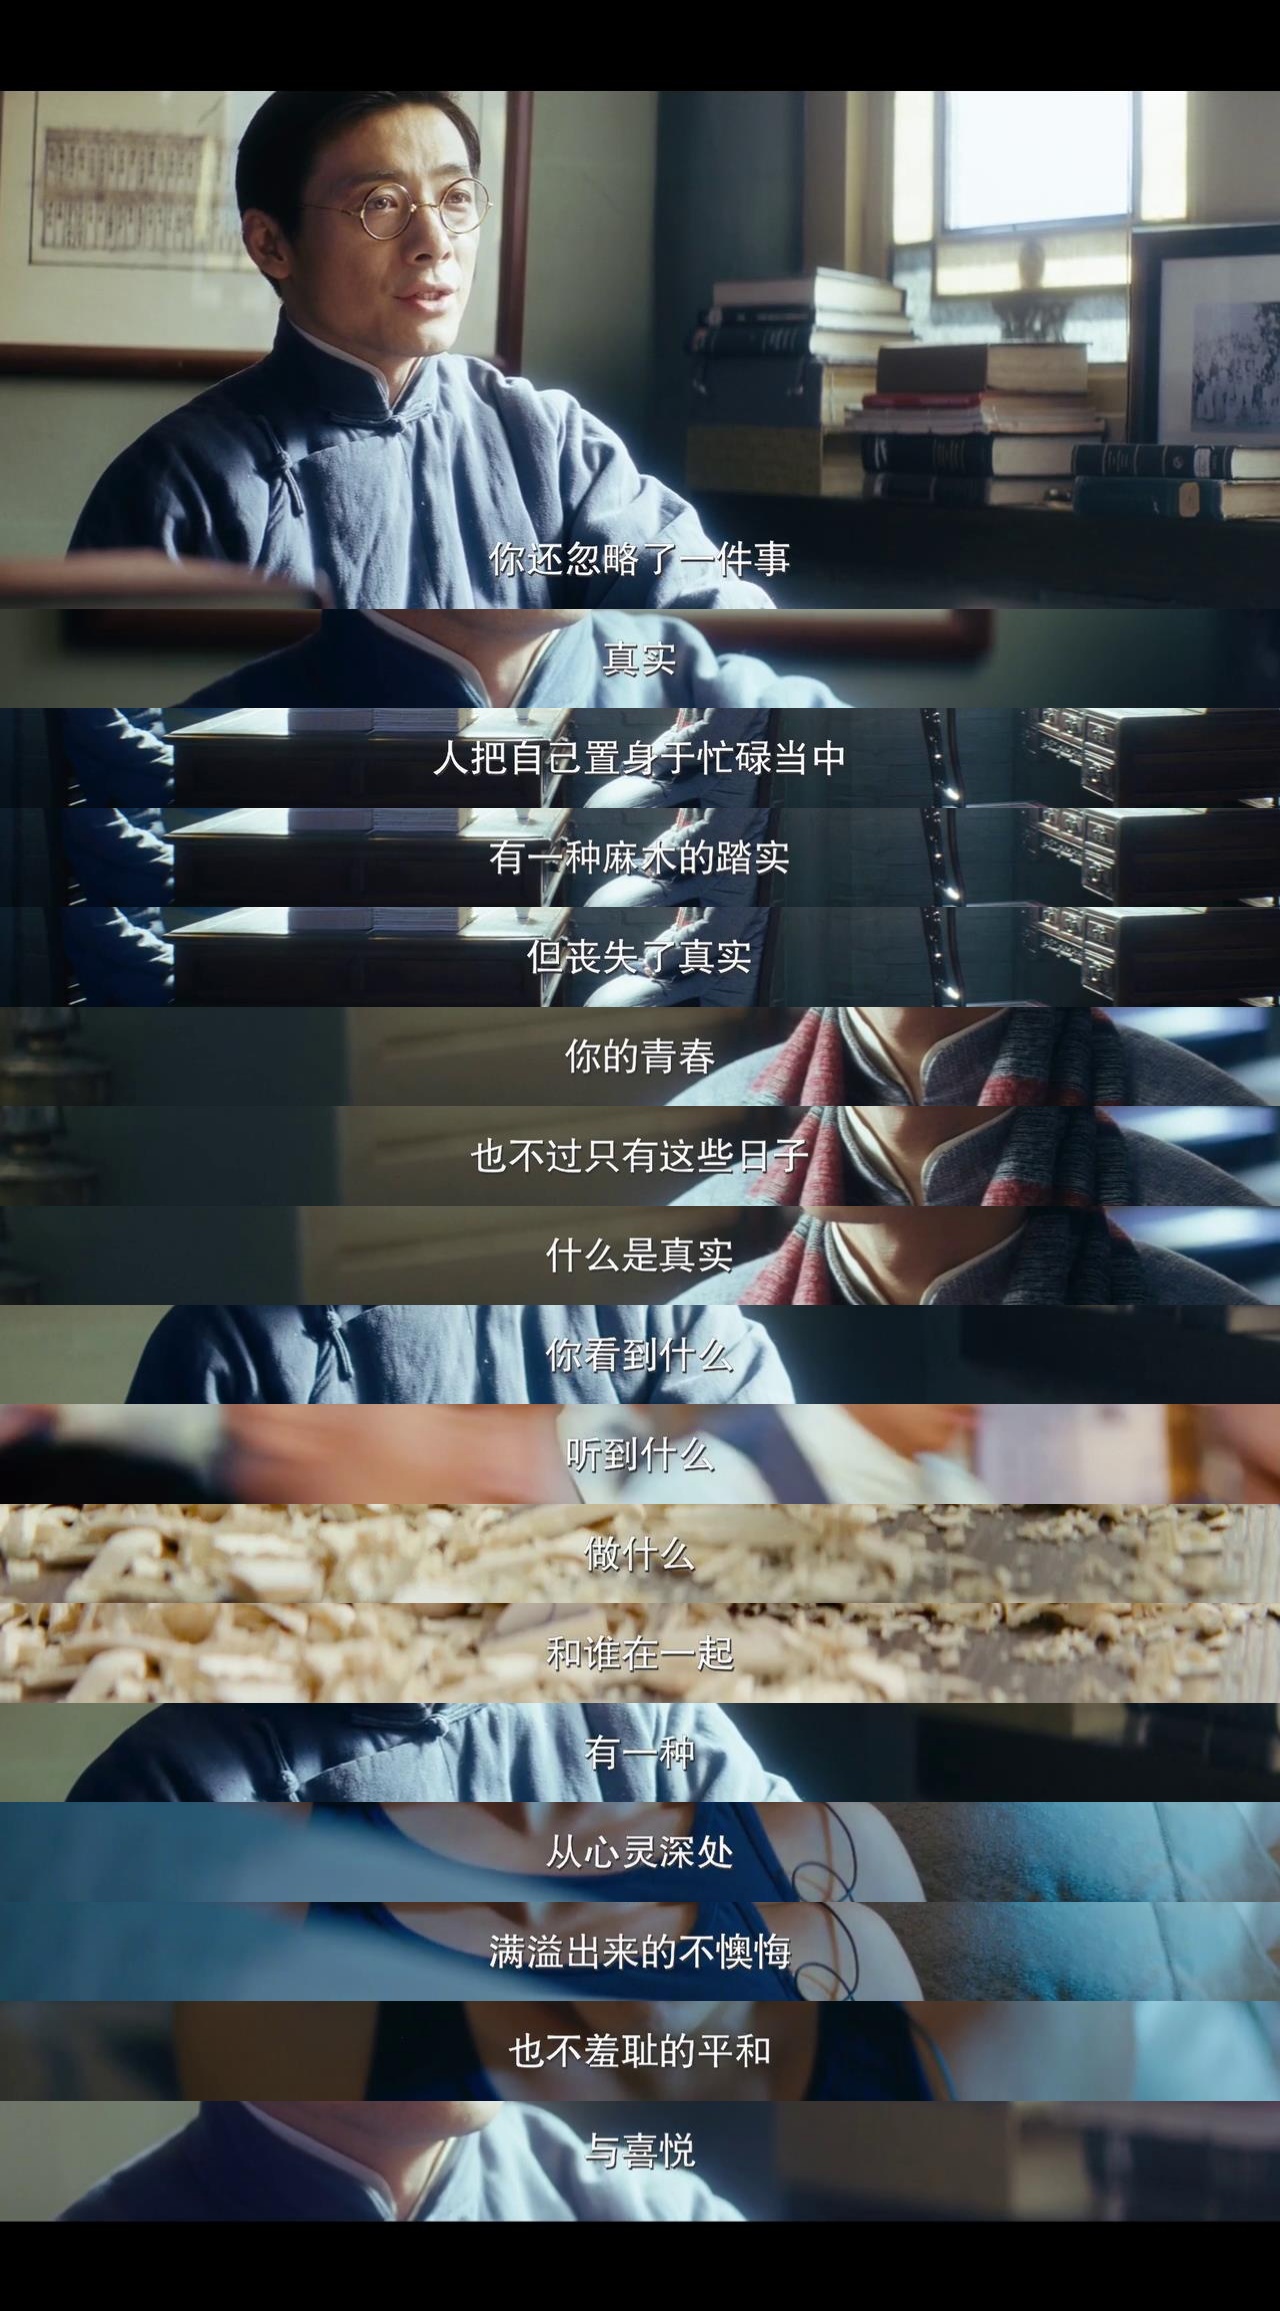 你还忽略了一件事
真实
人把自己置身于忙碌当中
有一种麻木的踏实
但丧失了真实
你的青春
也不过只有这些日子
什么是真实
你看到什么
听到什么
做什么
和谁在一起
有一种
从心灵深处
满溢出来的不懊悔
也不羞耻的平和
与喜悦